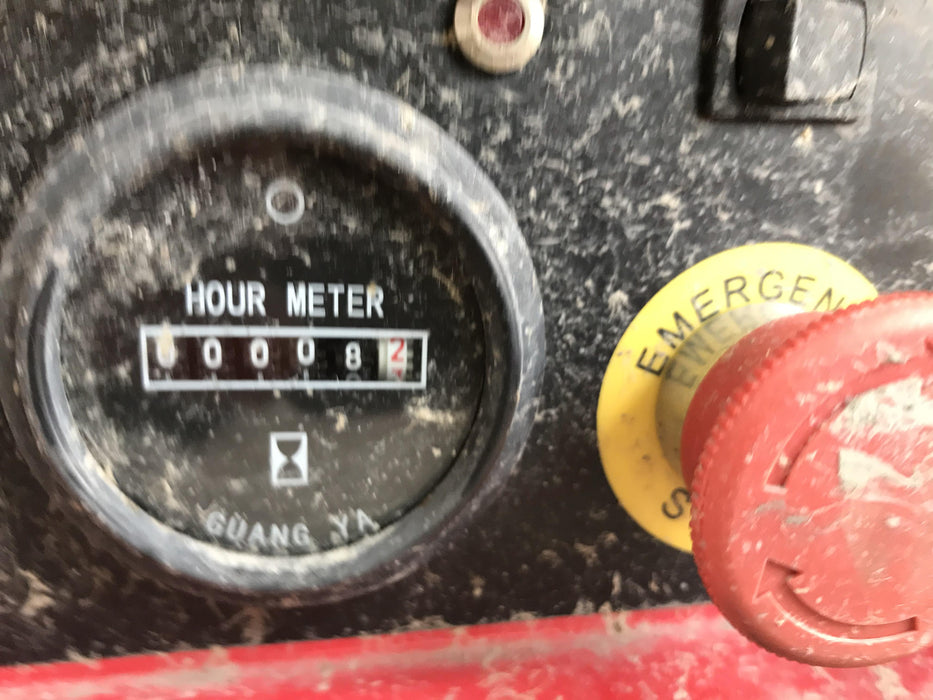 HOUR METER
000082
GUANG YA
EMERGEN
S